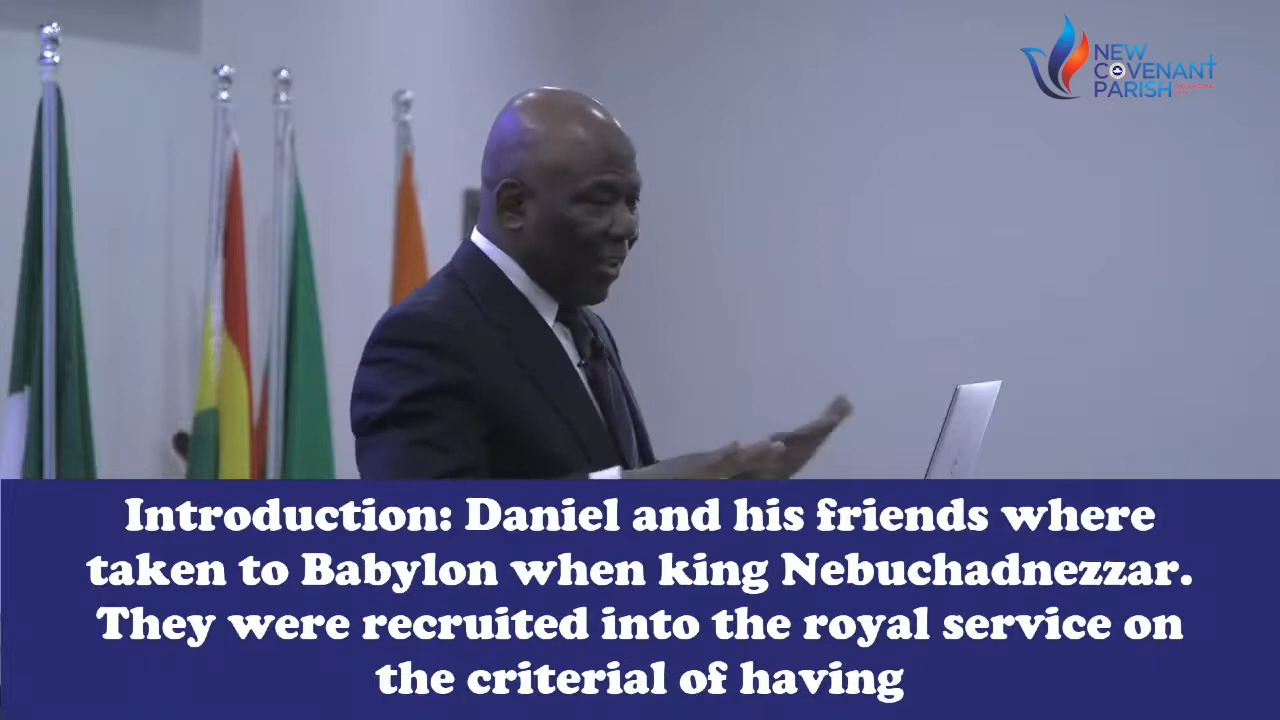 NEW
COVENANT
PARISH
Introduction: Daniel and his friends where
taken to Babylon when king Nebuchadnezzar.
They were recruited into the royal service on
the criterial of having